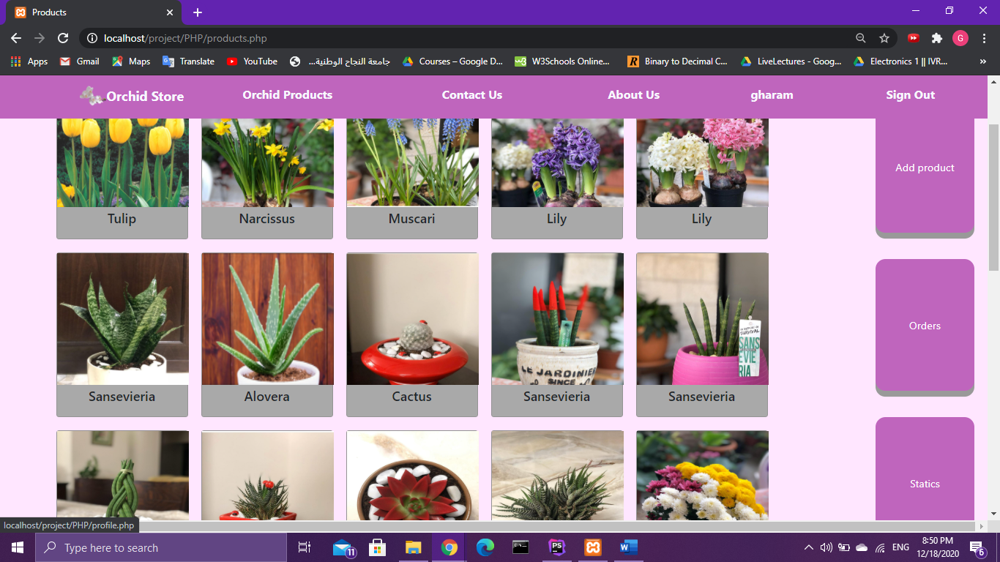 Products
localhost/project/PHP/products.php
G
Apps Gmail Maps Translate YouTube جامعة النجاح الوطنية... Courses – Google D... W3Schools Online... Binary to Decimal C... LiveLectures - Goog... Electronics 1 || IVR... »
Orchid Store Orchid Products Contact Us About Us gharam Sign Out
Add product
Tulip Narcissus Muscari Lily Lily
Orders
SURVIVAL
SANS
EVIE
RIA
LE JARDINIER
SINCE
Sansevieria Alovera Cactus Sansevieria Sansevieria
Statics
localhost/project/PHP/profile.php
Type here to search
11
PS
ENG
8:50 PM
12/18/2020
6